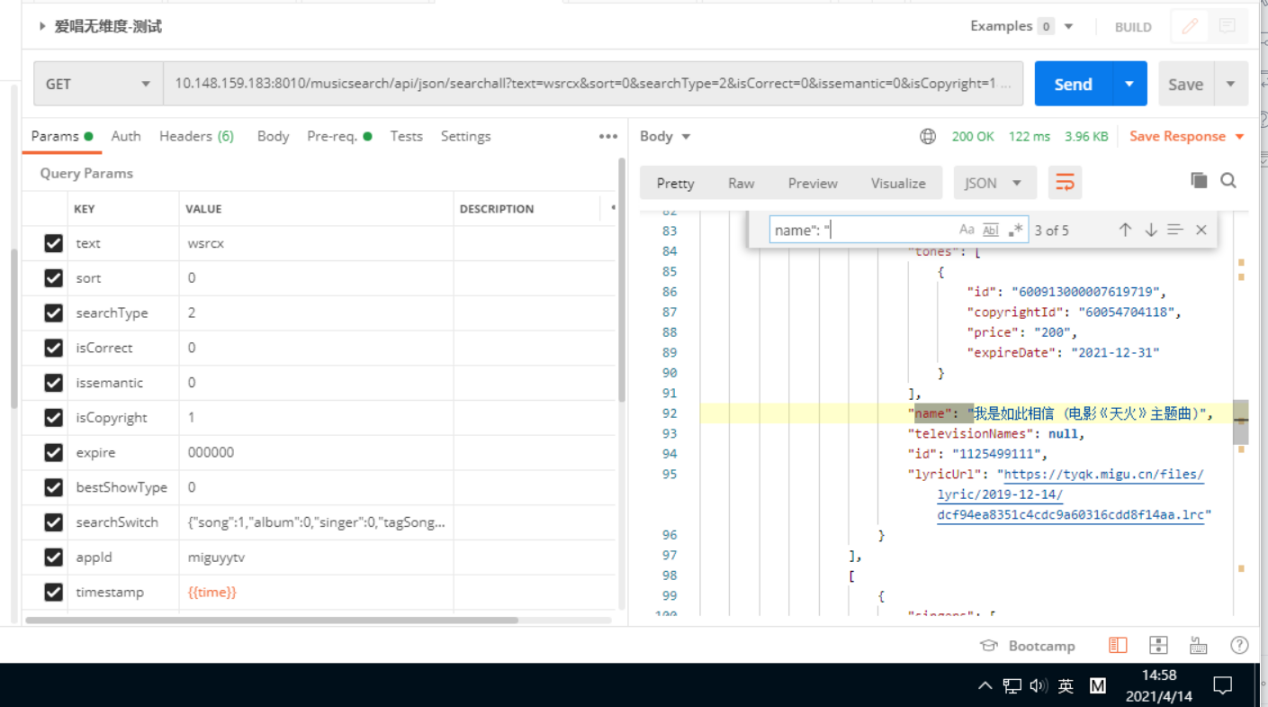 爱唱无维度-测试
Examples 0
BUILD
GET
10.148.159.183:8010/musicsearch/api/json/searchall?text=wsrcx&sort=0&searchType=2&isCorrect=0&issemantic=0&isCopyright=1 ...
Send
Save
Params Auth Headers (6) Body Pre-req. Tests Settings
Query Params
KEY VALUE DESCRIPTION
text wsrcx
sort 0
searchType 2
isCorrect 0
issemantic 0
isCopyright 1
expire 000000
bestShowType 0
searchSwitch {"song":1,"album":0,"singer":0,"tagSong...
appId miguyytv
timestamp {{time}}
Body 200 OK 122 ms 3.96 KB Save Response
Pretty Raw Preview Visualize JSON
name": " Aa Abl .* 3 of 5
82
83
84 "tones": [
85 {
86 "id": "600913000007619719",
87 "copyrightId": "60054704118",
88 "price": "200",
89 "expireDate": "2021-12-31"
90 }
91 ],
92 "name": "我是如此相信 (电影《天火》主题曲)",
93 "televisionNames": null,
94 "id": "1125499111",
95 "lyricUrl": "https://tyqk.migu.cn/files/
lyric/2019-12-14/
dcf94ea8351c4cdc9a60316cdd8f14aa.lrc"
96 }
97 ],
98 [
99 {
100 "singers": [
Bootcamp
英 M 14:58
2021/4/14